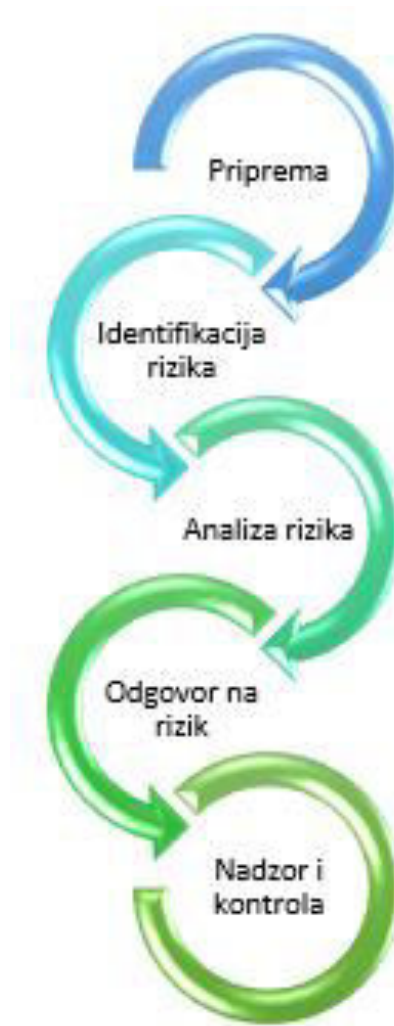 Priprema
Identifikacija
rizika
Analiza rizika
Odgovor na
rizik
Nadzor i
kontrola